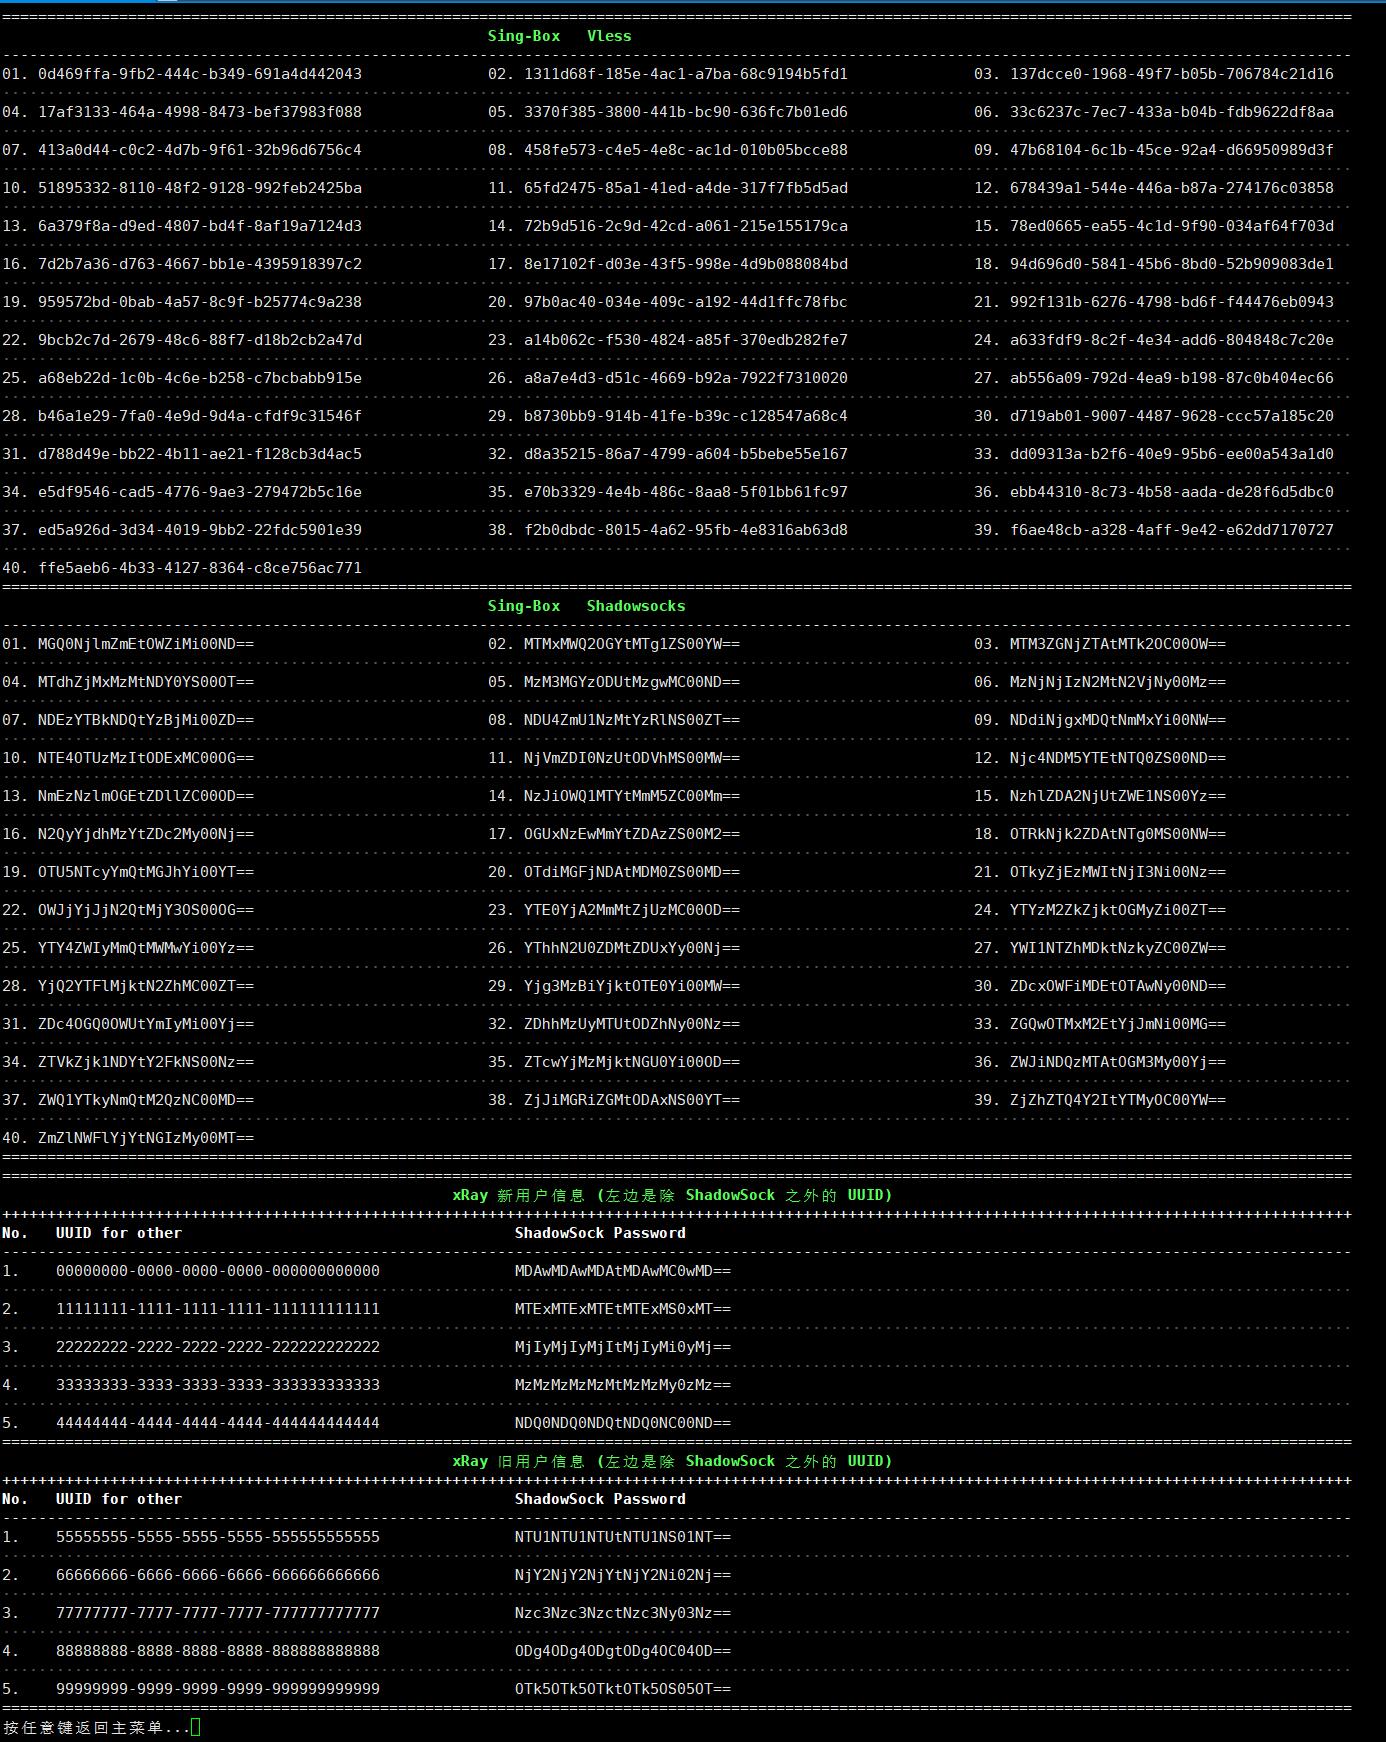 Sing-Box Vless
01. 0d469ffa-9fb2-444c-b349-691a4d442043 02. 1311d68f-185e-4ac1-a7ba-68c9194b5fd1 03. 137dcce0-1968-49f7-b05b-706784c21d16
04. 17af3133-464a-4998-8473-bef37983f088 05. 3370f385-3800-441b-bc90-636fc7b01ed6 06. 33c6237c-7ec7-433a-b04b-fdb9622df8aa
07. 413a0d44-c0c2-4d7b-9f61-32b96d6756c4 08. 458fe573-c4e5-4e8c-ac1d-010b05bcce88 09. 47b68104-6c1b-45ce-92a4-d66950989d3f
10. 51895332-8110-48f2-9128-992feb2425ba 11. 65fd2475-85a1-41ed-a4de-317f7fb5d5ad 12. 678439a1-544e-446a-b87a-274176c03858
13. 6a379f8a-d9ed-4807-bd4f-8af19a7124d3 14. 72b9d516-2c9d-42cd-a061-215e155179ca 15. 78ed0665-ea55-4c1d-9f90-034af64f703d
16. 7d2b7a36-d763-4667-bb1e-4395918397c2 17. 8e17102f-d03e-43f5-998e-4d9b088084bd 18. 94d696d0-5841-45b6-8bd0-52b909083de1
19. 959572bd-0bab-4a57-8c9f-b25774c9a238 20. 97b0ac40-034e-409c-a192-44d1ffc78fbc 21. 992f131b-6276-4798-bd6f-f44476eb0943
22. 9bcb2c7d-2679-48c6-88f7-d18b2cb2a47d 23. a14b062c-f530-4824-a85f-370edb282fe7 24. a633fdf9-8c2f-4e34-add6-804848c7c20e
25. a68eb22d-1c0b-4c6e-b258-c7bcbabb915e 26. a8a7e4d3-d51c-4669-b92a-7922f7310020 27. ab556a09-792d-4ea9-b198-87c0b404ec66
28. b46a1e29-7fa0-4e9d-9d4a-cfdf9c31546f 29. b8730bb9-914b-41fe-b39c-c128547a68c4 30. d719ab01-9007-4487-9628-ccc57a185c20
31. d788d49e-bb22-4b11-ae21-f128cb3d4ac5 32. d8a35215-86a7-4799-a604-b5bebe55e167 33. dd09313a-b2f6-40e9-95b6-ee00a543a1d0
34. e5df9546-cad5-4776-9ae3-279472b5c16e 35. e70b3329-4e4b-486c-8aa8-5f01bb61fc97 36. ebb44310-8c73-4b58-aada-de28f6d5dbc0
37. ed5a926d-3d34-4019-9bb2-22fdc5901e39 38. f2b0dbdc-8015-4a62-95fb-4e8316ab63d8 39. f6ae48cb-a328-4aff-9e42-e62dd7170727
40. ffe5aeb6-4b33-4127-8364-c8ce756ac771
Sing-Box Shadowsocks
01. MGQ0NjlmZmEtOWZiMi00ND== 02. MTMxMWQ2OGYtMTg1ZS00YW== 03. MTM3ZGNjZTAtMTk2OC00OW==
04. MTdhZjMxMzMtNDY0YS00OT== 05. MzM3MGYzODUtMzgwMC00ND== 06. MzNjNjIzN2MtN2VjNy00Mz==
07. NDEzYTBkNDQtYzBjMi00ZD== 08. NDU4ZmU1NzMtYzRlNS00ZT== 09. NDdiNjgxMDQtNmMxYi00NW==
10. NTE4OTUzMzItODExMC00OG== 11. NjVmZDI0NzUtODVhMS00MW== 12. Njc4NDM5YTEtNTQ0ZS00ND==
13. NmEzNzlmOGEtZDllZC00OD== 14. NzJiOWQ1MTYtMmM5ZC00Mm== 15. NzhlZDA2NjUtZWE1NS00Yz==
16. N2QyYjdhMzYtZDc2My00Nj== 17. OGUxNzEwMmYtZDAzZS00M2== 18. OTRkNjk2ZDAtNTg0MS00NW==
19. OTU5NTcyYmQtMGJhYi00YT== 20. OTdiMGFjNDAtMDM0ZS00MD== 21. OTkyZjEzMWItNjI3Ni00Nz==
22. OWJjYjJjN2QtMjY3OS00OG== 23. YTE0YjA2MmMtZjUzMC00OD== 24. YTYzM2ZkZjktOGMyZi00ZT==
25. YTY4ZWIyMmQtMWMwYi00Yz== 26. YThhN2U0ZDMtZDUxYy00Nj== 27. YWI1NTZhMDktNzkyZC00ZW==
28. YjQ2YTFlMjktN2ZhMC00ZT== 29. Yjg3MzBiYjktOTE0Yi00MW== 30. ZDcxOWFiMDEtOTAwNy00ND==
31. ZDc4OGQ0OWUtYmIyMi00Yj== 32. ZDhhMzUyMTUtODZhNy00Nz== 33. ZGQwOTMxM2EtYjJmNi00MG==
34. ZTVkZjk1NDYtY2FkNS00Nz== 35. ZTcwYjMzMjktNGU0Yi00OD== 36. ZWJiNDQzMTAtOGM3My00Yj==
37. ZWQ1YTkyNmQtM2QzNC00MD== 38. ZjJiMGRiZGMtODAxNS00YT== 39. ZjZhZTQ4Y2ItYTMyOC00YW==
40. ZmZlNWFlYjYtNGIzMy00MT==
xRay 新用户信息 (左边是除 ShadowSock 之外的 UUID)
No. UUID for other ShadowSock Password
1. 00000000-0000-0000-0000-000000000000 MDAwMDAwMDAtMDAwMC0wMD==
2. 11111111-1111-1111-1111-111111111111 MTExMTExMTEtMTExMS0xMT==
3. 22222222-2222-2222-2222-222222222222 MjIyMjIyMjItMjIyMi0yMj==
4. 33333333-3333-3333-3333-333333333333 MzMzMzMzMzMtMzMzMy0zMz==
5. 44444444-4444-4444-4444-444444444444 NDQ0NDQ0NDQtNDQ0NC00ND==
xRay 旧用户信息 (左边是除 ShadowSock 之外的 UUID)
No. UUID for other ShadowSock Password
1. 55555555-5555-5555-5555-555555555555 NTU1NTU1NTUtNTU1NS01NT==
2. 66666666-6666-6666-6666-666666666666 NjY2NjY2NjYtNjY2Ni02Nj==
3. 77777777-7777-7777-7777-777777777777 Nzc3Nzc3NzctNzc3Ny03Nz==
4. 88888888-8888-8888-8888-888888888888 ODg4ODg4ODgtODg4OC04OD==
5. 99999999-9999-9999-9999-999999999999 OTk5OTk5OTktOTk5OS05OT==
按任意键返回主菜单...